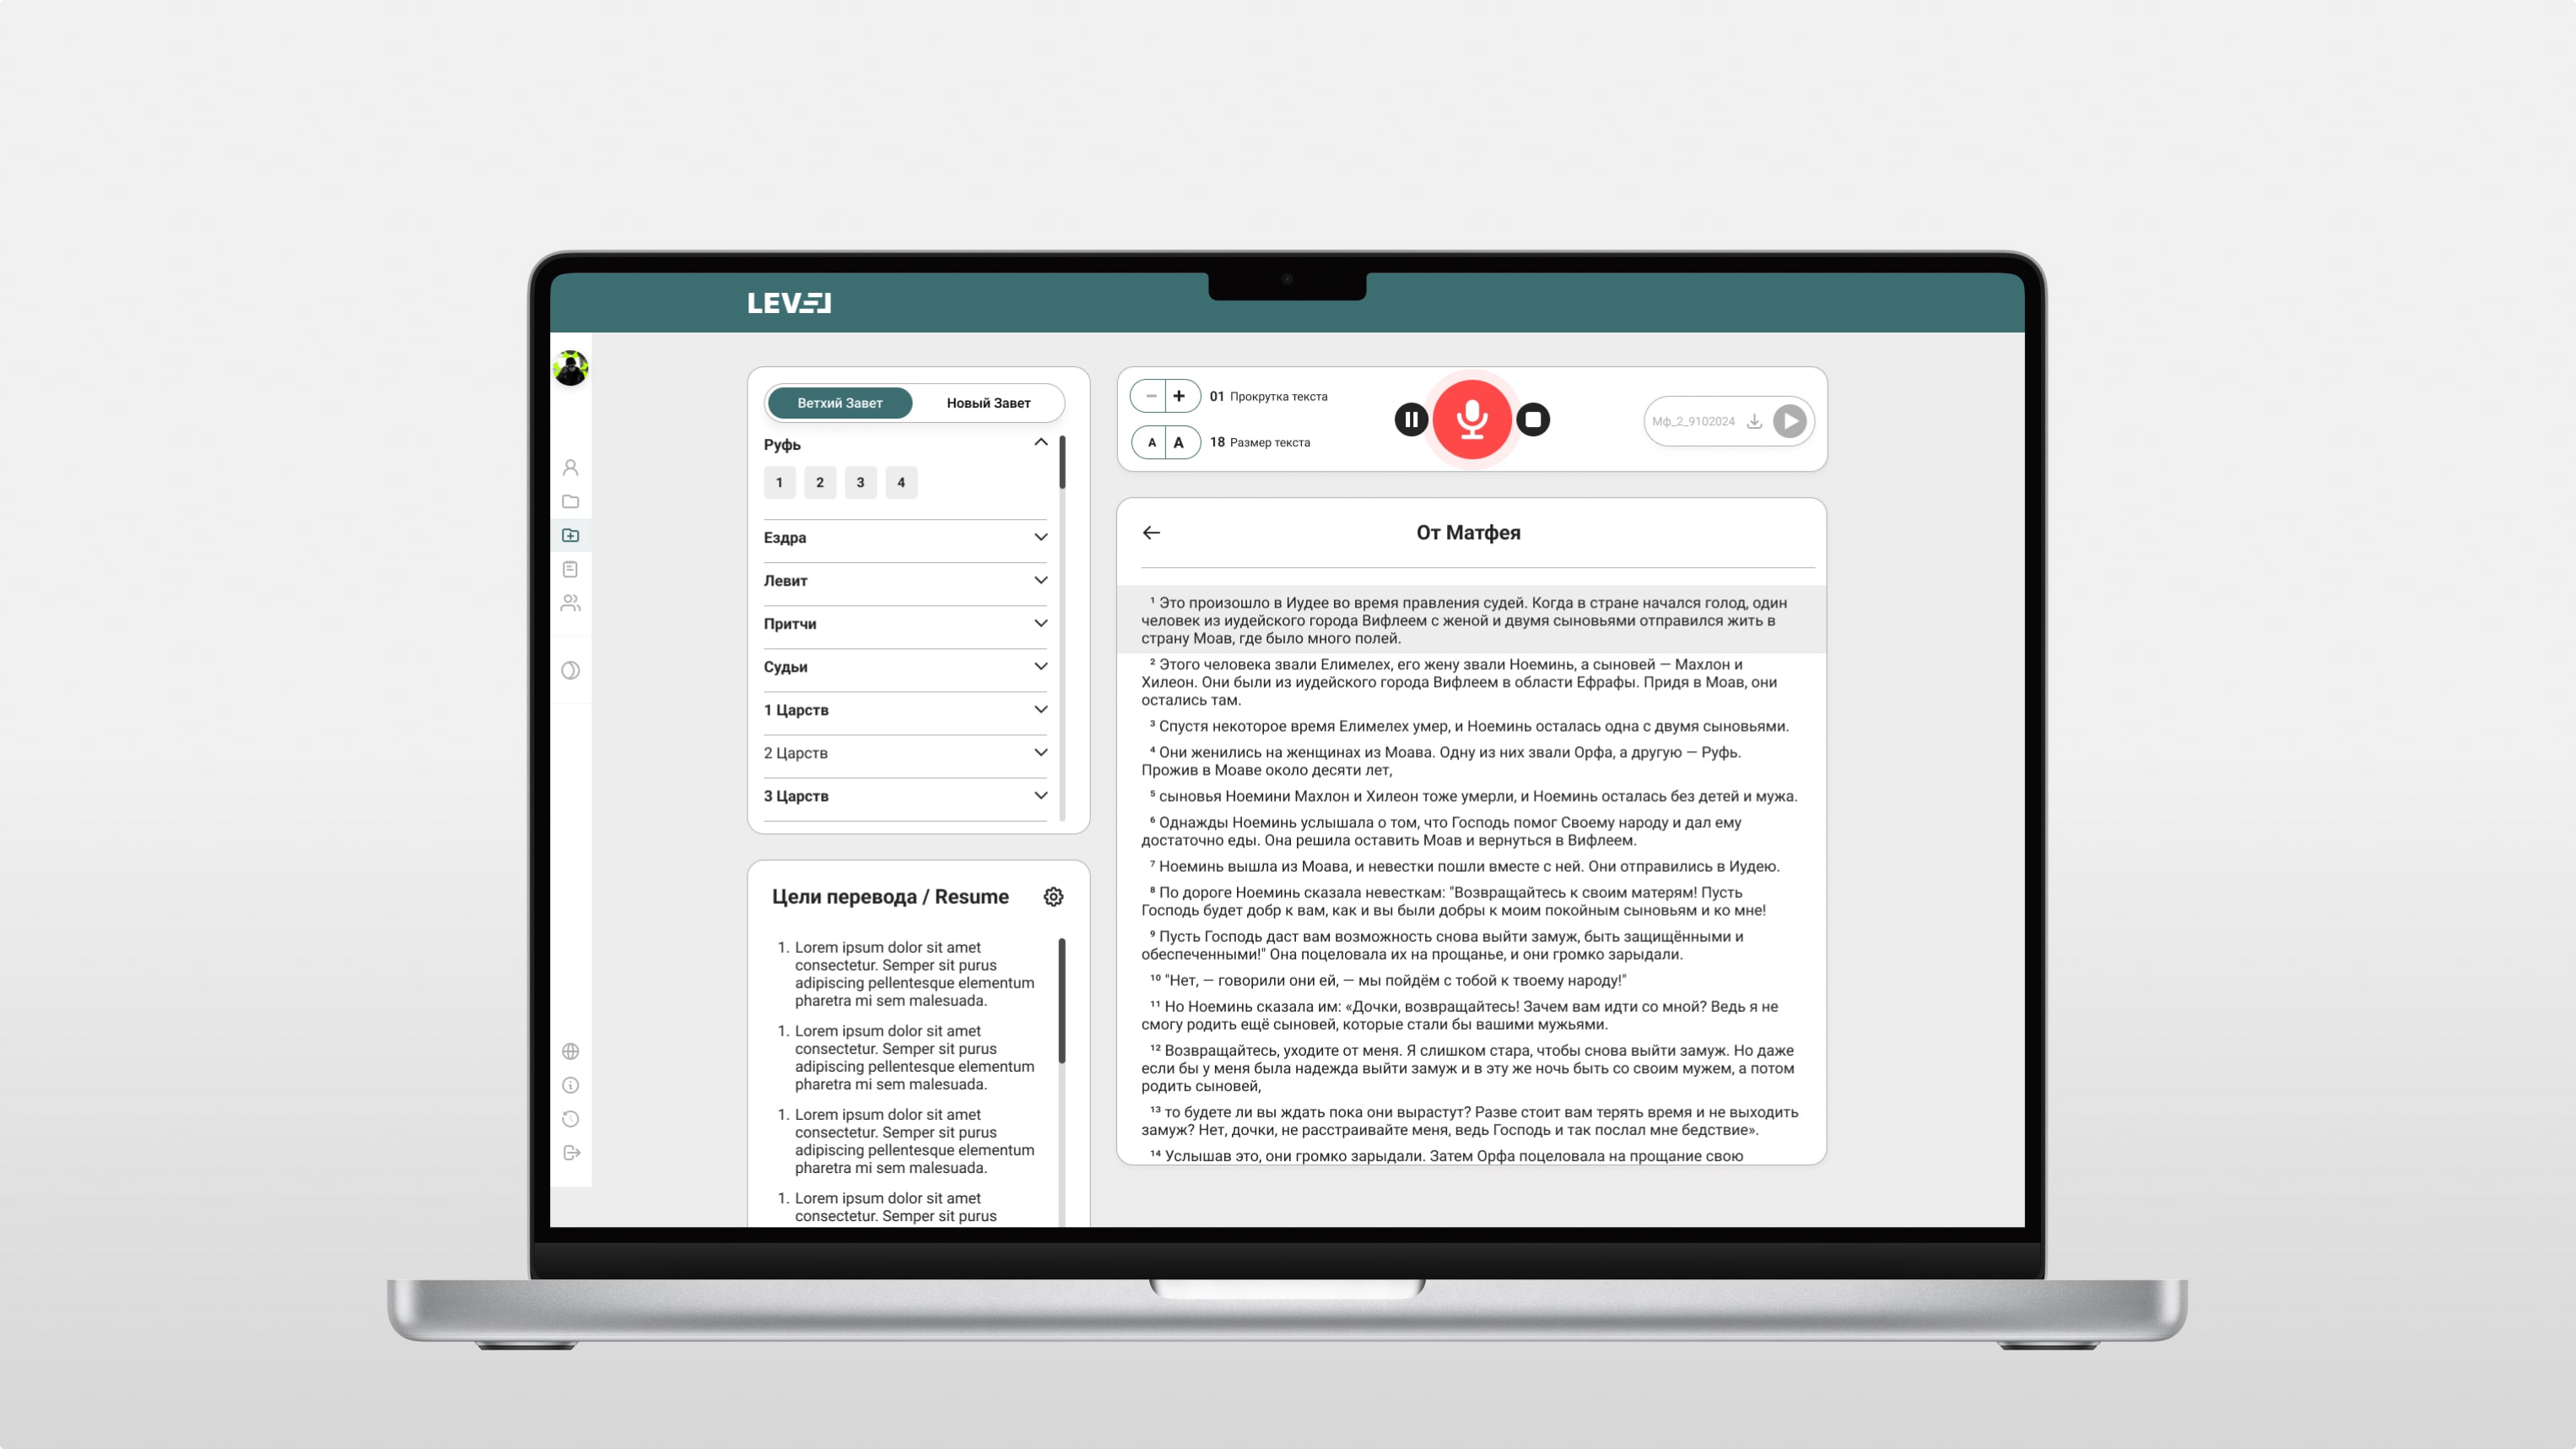 LEVEL
Ветхий Завет
Новый Завет
Руфь
1 2 3 4
Ездра
Левит
Притчи
Судьи
1 Царств
2 Царств
3 Царств
Цели перевода / Resume
1. Lorem ipsum dolor sit amet
consectetur. Semper sit purus
adipiscing pellentesque elementum
pharetra mi sem malesuada.
1. Lorem ipsum dolor sit amet
consectetur. Semper sit purus
adipiscing pellentesque elementum
pharetra mi sem malesuada.
1. Lorem ipsum dolor sit amet
consectetur. Semper sit purus
adipiscing pellentesque elementum
pharetra mi sem malesuada.
1. Lorem ipsum dolor sit amet
consectetur. Semper sit purus
01 Прокрутка текста
A A 18 Размер текста
Мф_2_9102024
От Матфея
¹ Это произошло в Иудее во время правления судей. Когда в стране начался голод, один
человек из иудейского города Вифлеем с женой и двумя сыновьями отправился жить в
страну Моав, где было много полей.
² Этого человека звали Елимелех, его жену звали Ноеминь, а сыновей — Махлон и
Хилеон. Они были из иудейского города Вифлеем в области Ефрафы. Придя в Моав, они
остались там.
³ Спустя некоторое время Елимелех умер, и Ноеминь осталась одна с двумя сыновьями.
⁴ Они женились на женщинах из Моава. Одну из них звали Орфа, а другую — Руфь.
Прожив в Моаве около десяти лет,
⁵ сыновья Ноемини Махлон и Хилеон тоже умерли, и Ноеминь осталась без детей и мужа.
⁶ Однажды Ноеминь услышала о том, что Господь помог Своему народу и дал ему
достаточно еды. Она решила оставить Моав и вернуться в Вифлеем.
⁷ Ноеминь вышла из Моава, и невестки пошли вместе с ней. Они отправились в Иудею.
⁸ По дороге Ноеминь сказала невесткам: "Возвращайтесь к своим матерям! Пусть
Господь будет добр к вам, как и вы были добры к моим покойным сыновьям и ко мне!
⁹ Пусть Господь даст вам возможность снова выйти замуж, быть защищёнными и
обеспеченными!" Она поцеловала их на прощанье, и они громко зарыдали.
¹⁰ "Нет, — говорили они ей, — мы пойдём с тобой к твоему народу!"
¹¹ Но Ноеминь сказала им: «Дочки, возвращайтесь! Зачем вам идти со мной? Ведь я не
смогу родить ещё сыновей, которые стали бы вашими мужьями.
¹² Возвращайтесь, уходите от меня. Я слишком стара, чтобы снова выйти замуж. Но даже
если бы у меня была надежда выйти замуж и в эту же ночь быть со своим мужем, а потом
родить сыновей,
¹³ то будете ли вы ждать пока они вырастут? Разве стоит вам терять время и не выходить
замуж? Нет, дочки, не расстраивайте меня, ведь Господь и так послал мне бедствие».
¹⁴ Услышав это, они громко зарыдали. Затем Орфа поцеловала на прощание свою